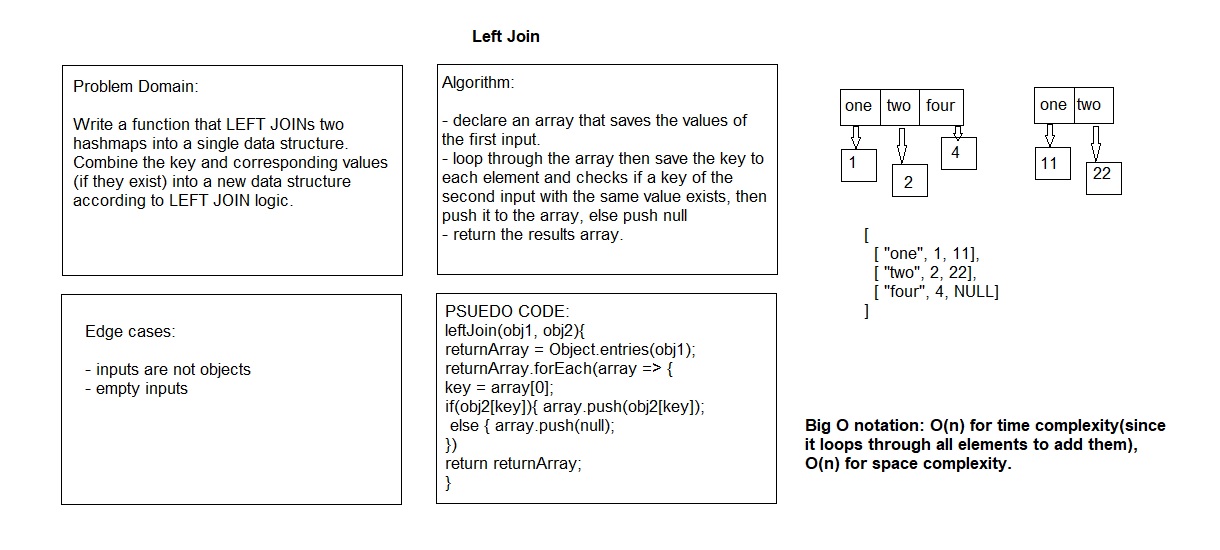 Left Join
Problem Domain:
Write a function that LEFT JOINs two
hashmaps into a single data structure.
Combine the key and corresponding values
(if they exist) into a new data structure
according to LEFT JOIN logic.
Algorithm:
- declare an array that saves the values of
the first input.
- loop through the array then save the key to
each element and checks if a key of the
second input with the same value exists, then
push it to the array, else push null
- return the results array.
one two four
1
2
4
one two
11
22
[
[ "one", 1, 11],
[ "two", 2, 22],
[ "four", 4, NULL]
]
Edge cases:
- inputs are not objects
- empty inputs
PSUEDO CODE:
leftJoin(obj1, obj2){
returnArray = Object.entries(obj1);
returnArray.forEach(array => {
key = array[0];
if(obj2[key]){ array.push(obj2[key]);
else { array.push(null);
})
return returnArray;
}
Big O notation: O(n) for time complexity(since
it loops through all elements to add them),
O(n) for space complexity.